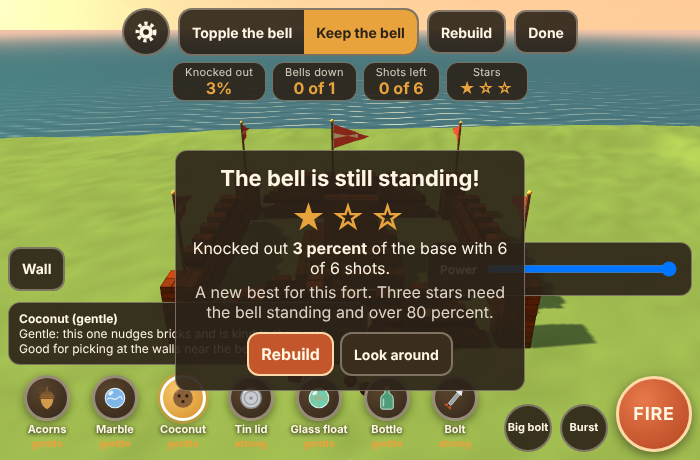 Topple the bell
Keep the bell
Rebuild
Done
Knocked out
3%
Bells down
0 of 1
Shots left
0 of 6
Stars
The bell is still standing!
Knocked out 3 percent of the base with 6
of 6 shots.
A new best for this fort. Three stars need
the bell standing and over 80 percent.
Rebuild
Look around
Wall
Power
Coconut (gentle)
Gentle: this one nudges bricks and is
Good for picking at the walls near the
Acorns
gentle
Marble
gentle
Coconut
gentle
Tin lid
strong
Glass float
gentle
Bottle
gentle
Bolt
strong
Big bolt
Burst
FIRE